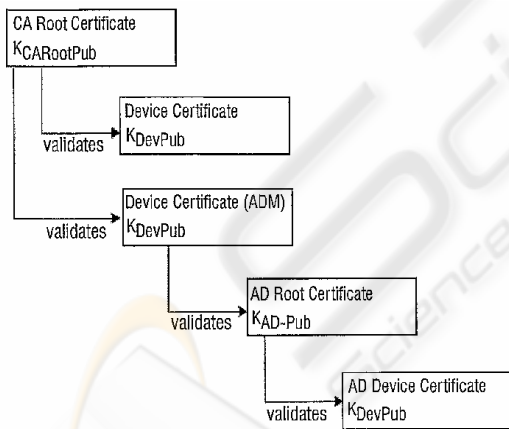 CA Root Certificate
KCARootPub
Device Certificate
KDevPub
validates
Device Certificate (ADM)
KDevPub
validates
AD Root Certificate
KAD-Pub
validates
AD Device Certificate
KDevPub
validates
Science